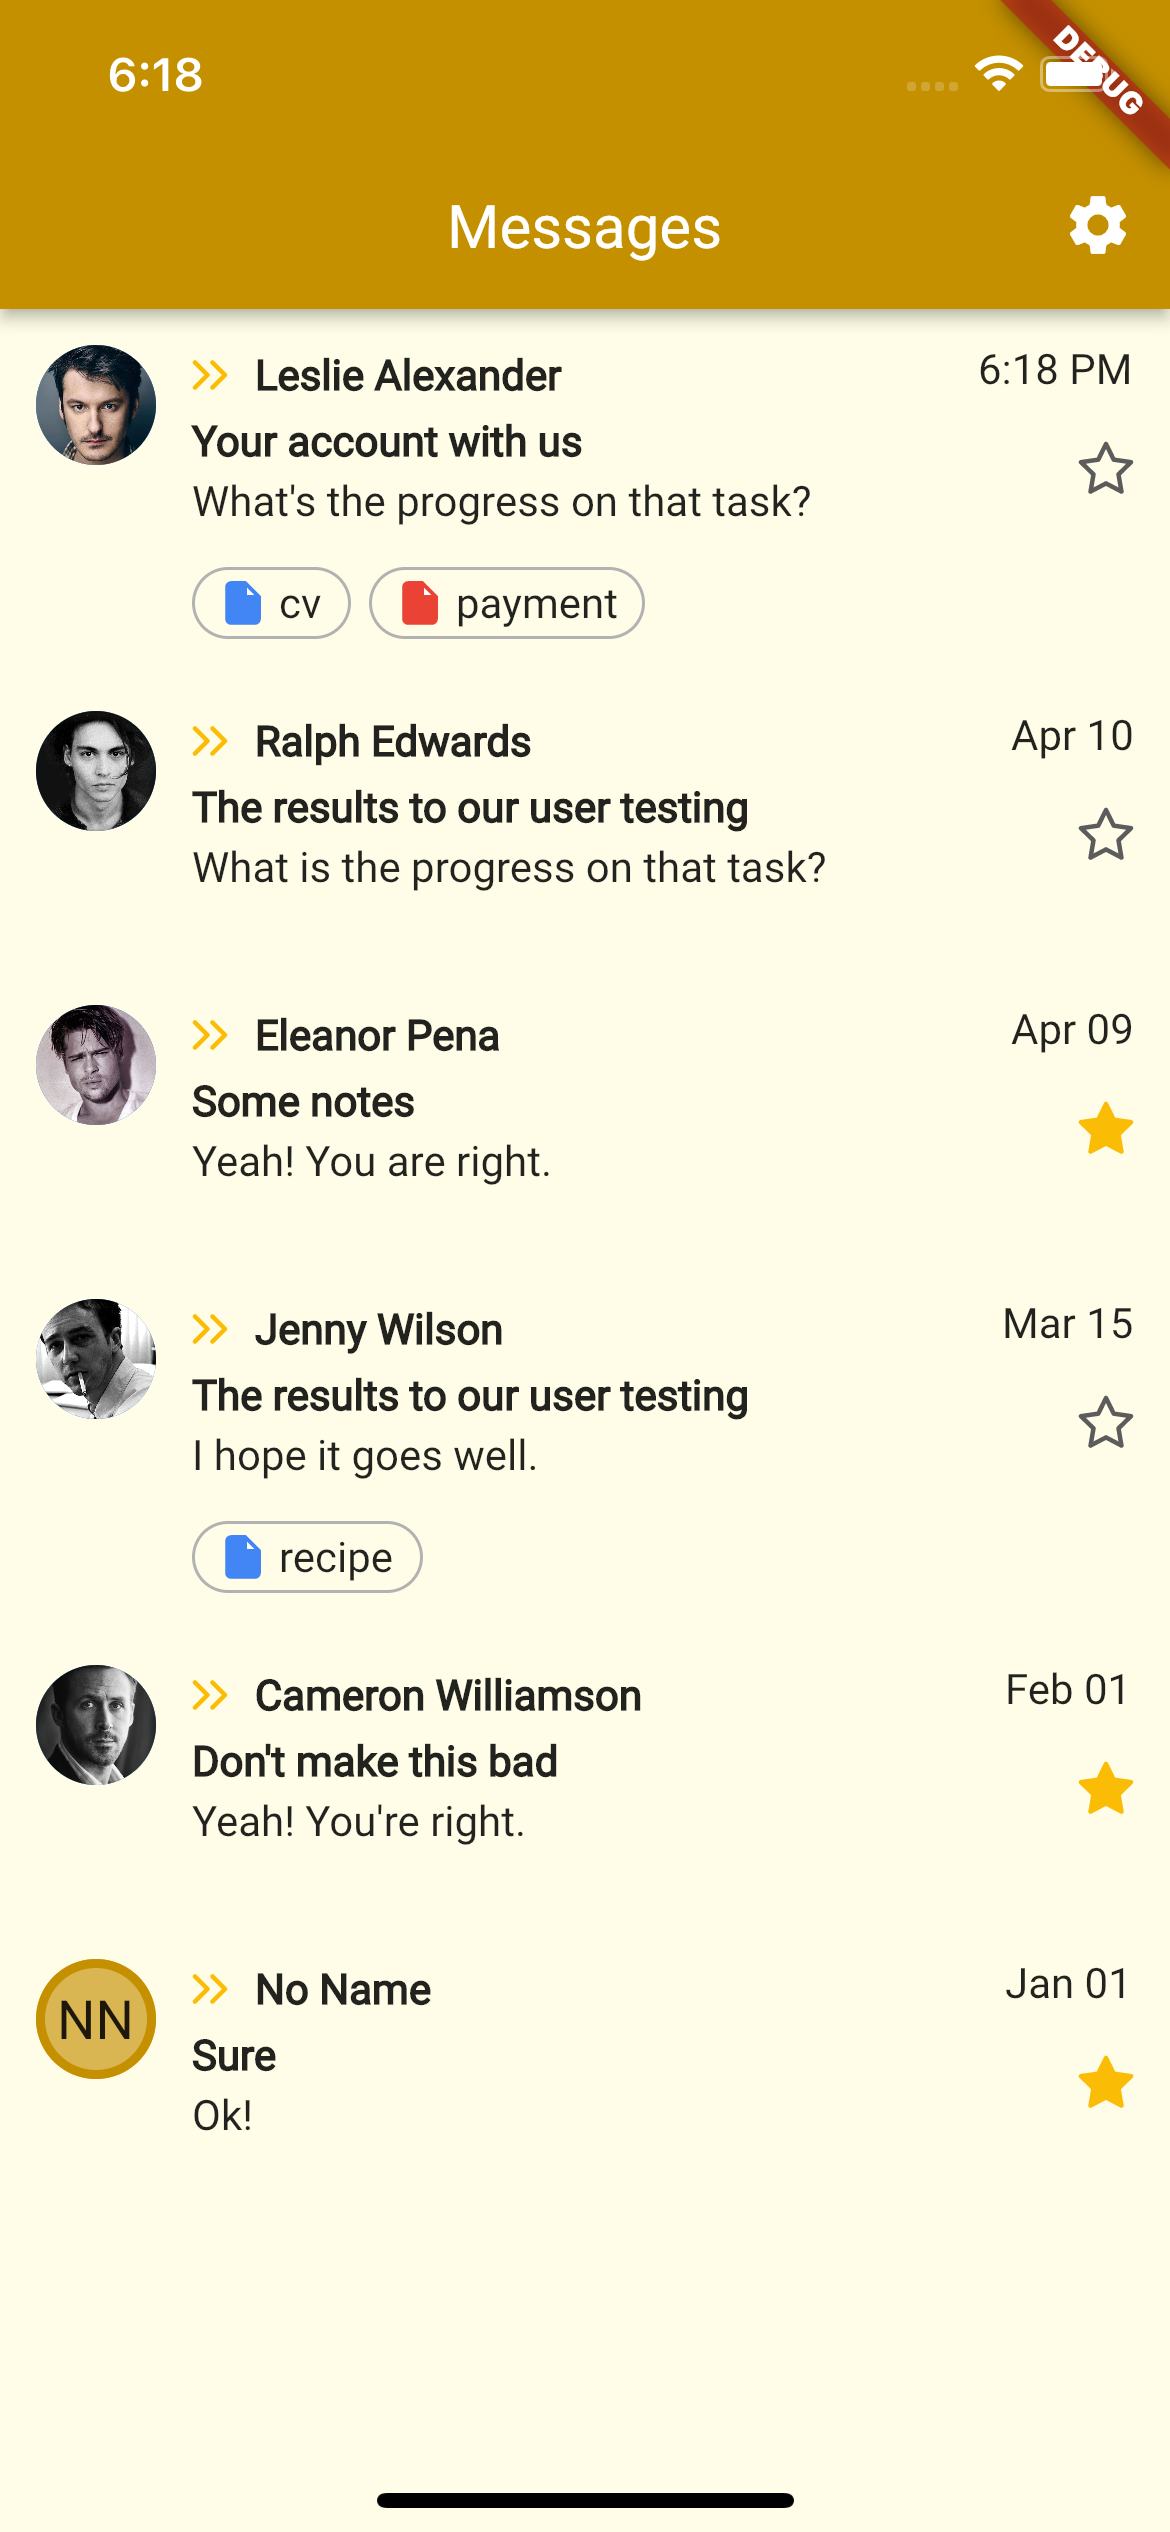 6:18
DEBUG
Messages
Leslie Alexander
6:18 PM
Your account with us
What's the progress on that task?
cv
payment
Ralph Edwards
Apr 10
The results to our user testing
What is the progress on that task?
Eleanor Pena
Apr 09
Some notes
Yeah! You are right.
Jenny Wilson
Mar 15
The results to our user testing
I hope it goes well.
recipe
Cameron Williamson
Feb 01
Don't make this bad
Yeah! You're right.
NN
No Name
Jan 01
Sure
Ok!